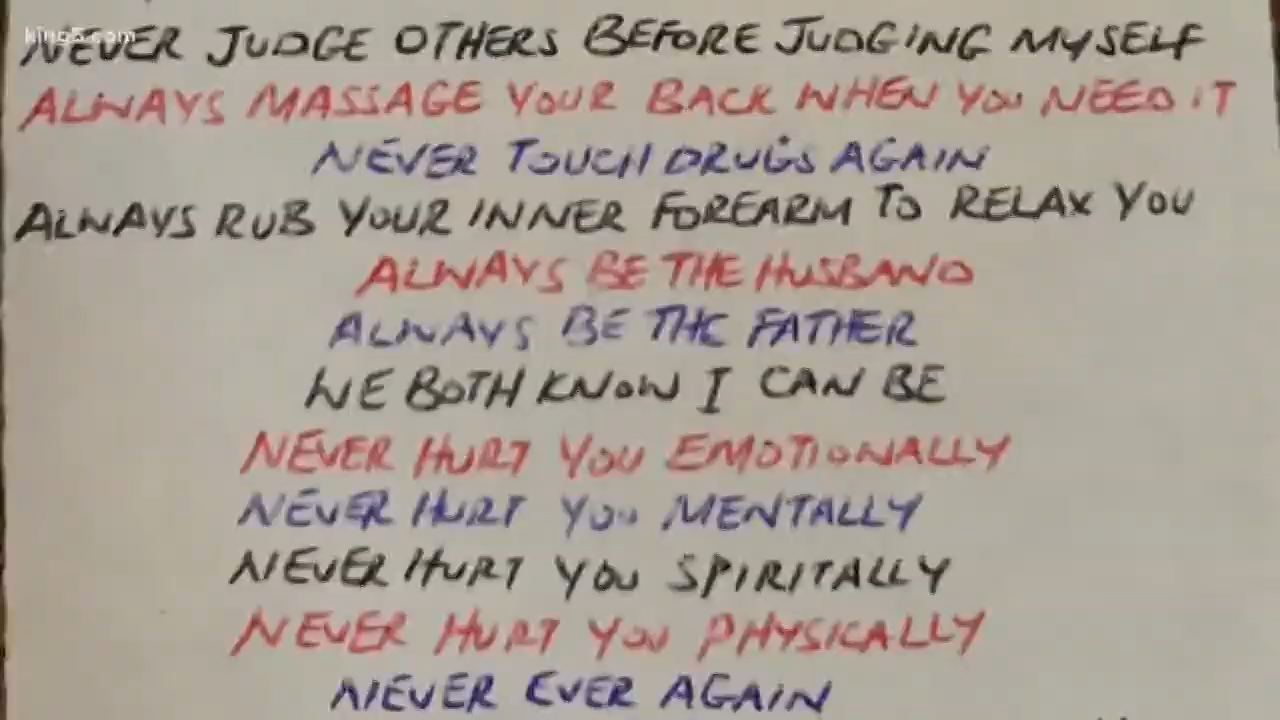 king5.com
NEVER JUDGE OTHERS BEFORE JUDGING MYSELF
ALWAYS MASSAGE YOUR BACK WHEN YOU NEED IT
NEVER TOUCH DRUGS AGAIN
ALWAYS RUB YOUR INNER FOREARM TO RELAX YOU
ALWAYS BE THE HUSBAND
ALWAYS BE THE FATHER
WE BOTH KNOW I CAN BE
NEVER HURT YOU EMOTIONALLY
NEVER HURT YOU MENTALLY
NEVER HURT YOU SPIRITALLY
NEVER HURT YOU PHYSICALLY
NEVER EVER AGAIN